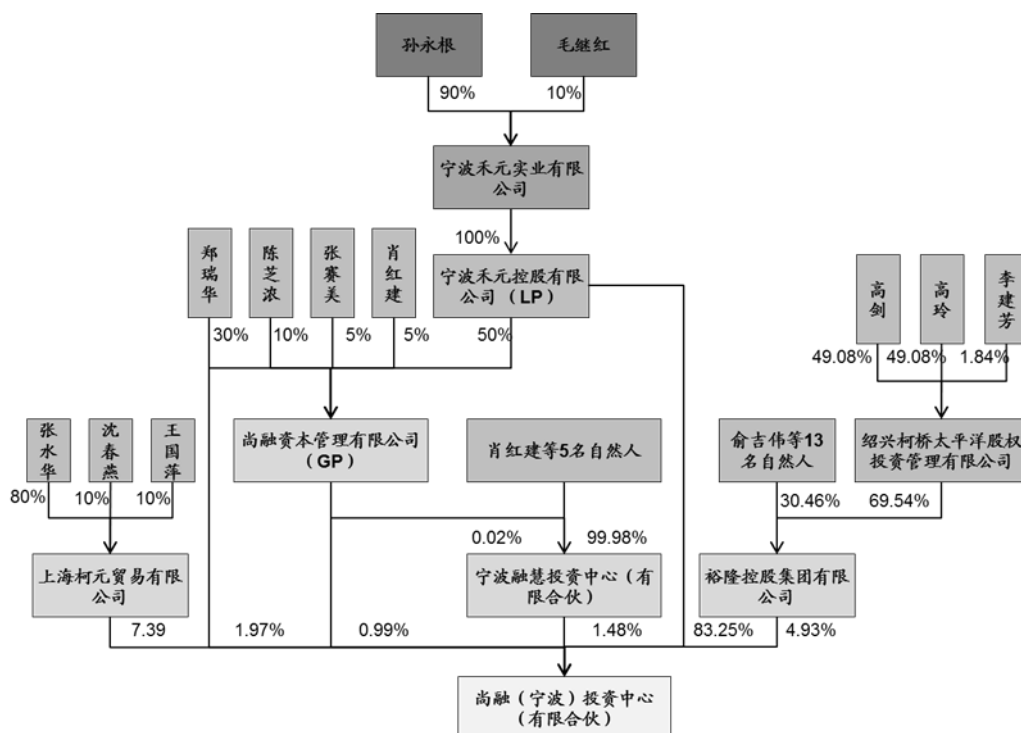 孙永根
毛继红
90%
10%
宁波禾元实业有限
公司
100%
郑瑞华
陈芝浓
张赛美
肖红建
宁波禾元控股有限
公司（LP）
高剑
高玲
李建芳
30%
10%
5%
5%
50%
49.08%
49.08%
1.84%
张水华
沈春燕
王国萍
尚融资本管理有限公司
（GP）
肖红建等5名自然人
俞吉伟等13
名自然人
绍兴柯桥太平洋股权
投资管理有限公司
80%
10%
10%
30.46%
69.54%
0.02%
99.98%
上海柯元贸易有限
公司
宁波融慧投资中心（有
限合伙）
裕隆控股集团有限
公司
7.39
1.97%
0.99%
1.48%
83.25%
4.93%
尚融（宁波）投资中心
（有限合伙）